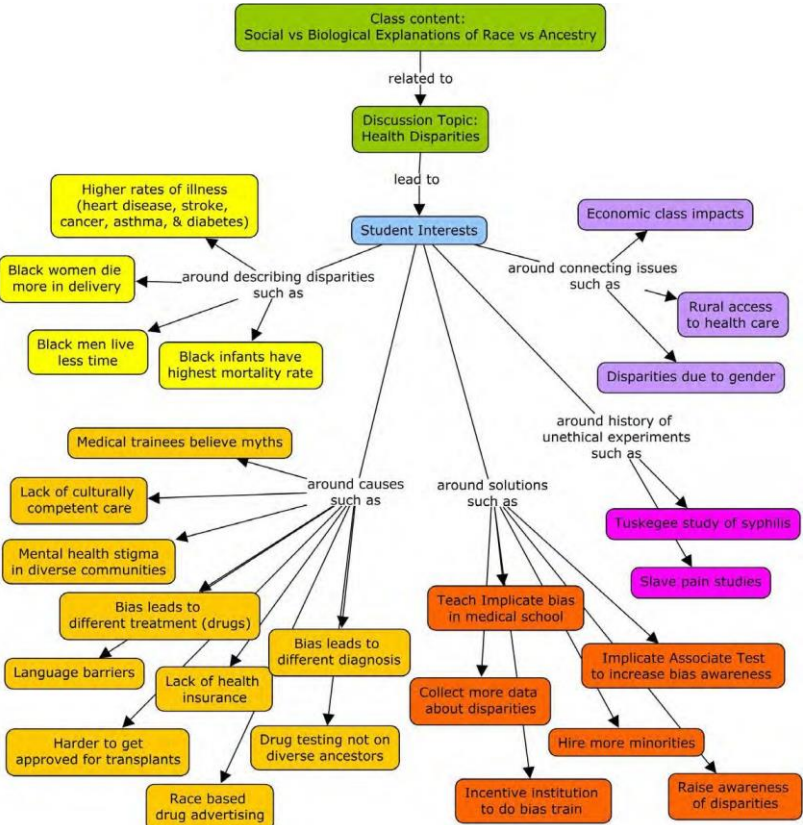 Class content:
Social vs Biological Explanations of Race vs Ancestry
related to
Discussion Topic:
Health Disparities
lead to
Student Interests
Higher rates of illness
(heart disease, stroke,
cancer, asthma, & diabetes)
Black women die
more in delivery
around describing disparities
such as
Black men live
less time
Black infants have
highest mortality rate
Economic class impacts
around connecting issues
such as
Rural access
to health care
Disparities due to gender
around history of
unethical experiments
such as
Tuskegee study of syphilis
Slave pain studies
Medical trainees believe myths
around causes
such as
Lack of culturally
competent care
Mental health stigma
in diverse communities
Bias leads to
different treatment (drugs)
Language barriers
Lack of health
insurance
Bias leads to
different diagnosis
Harder to get
approved for transplants
Drug testing not on
diverse ancestors
Race based
drug advertising
around solutions
such as
Teach Implicate bias
in medical school
Implicate Associate Test
to increase bias awareness
Collect more data
about disparities
Hire more minorities
Incentive institution
to do bias train
Raise awareness
of disparities